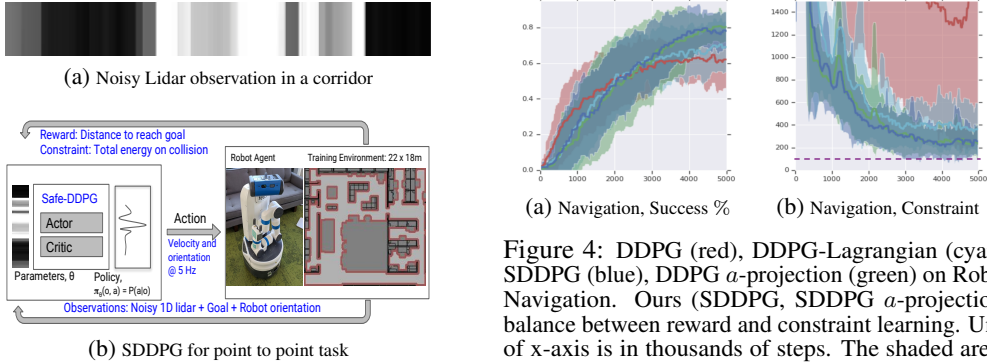 (a) Noisy Lidar observation in a corridor
Reward: Distance to reach goal
Constraint: Total energy on collision
Safe-DDPG
Actor
Critic
Parameters, θ
Policy,
πθ(o, a) = P(a|o)
Action
Velocity and
orientation
@ 5 Hz
Robot Agent
Training Environment: 22 x 18m
Observations: Noisy 1D lidar + Goal + Robot orientation
(b) SDDPG for point to point task
0.8
0.6
0.4
0.2
0.0
0 1000 2000 3000 4000 5000
(a) Navigation, Success %
1400
1200
1000
800
600
400
200
0
0 1000 2000 3000 4000 5000
(b) Navigation, Constraint
Figure 4: DDPG (red), DDPG-Lagrangian (cya
SDDPG (blue), DDPG a-projection (green) on Rob
Navigation. Ours (SDDPG, SDDPG a-projectio
balance between reward and constraint learning. U
of x-axis is in thousands of steps. The shaded are